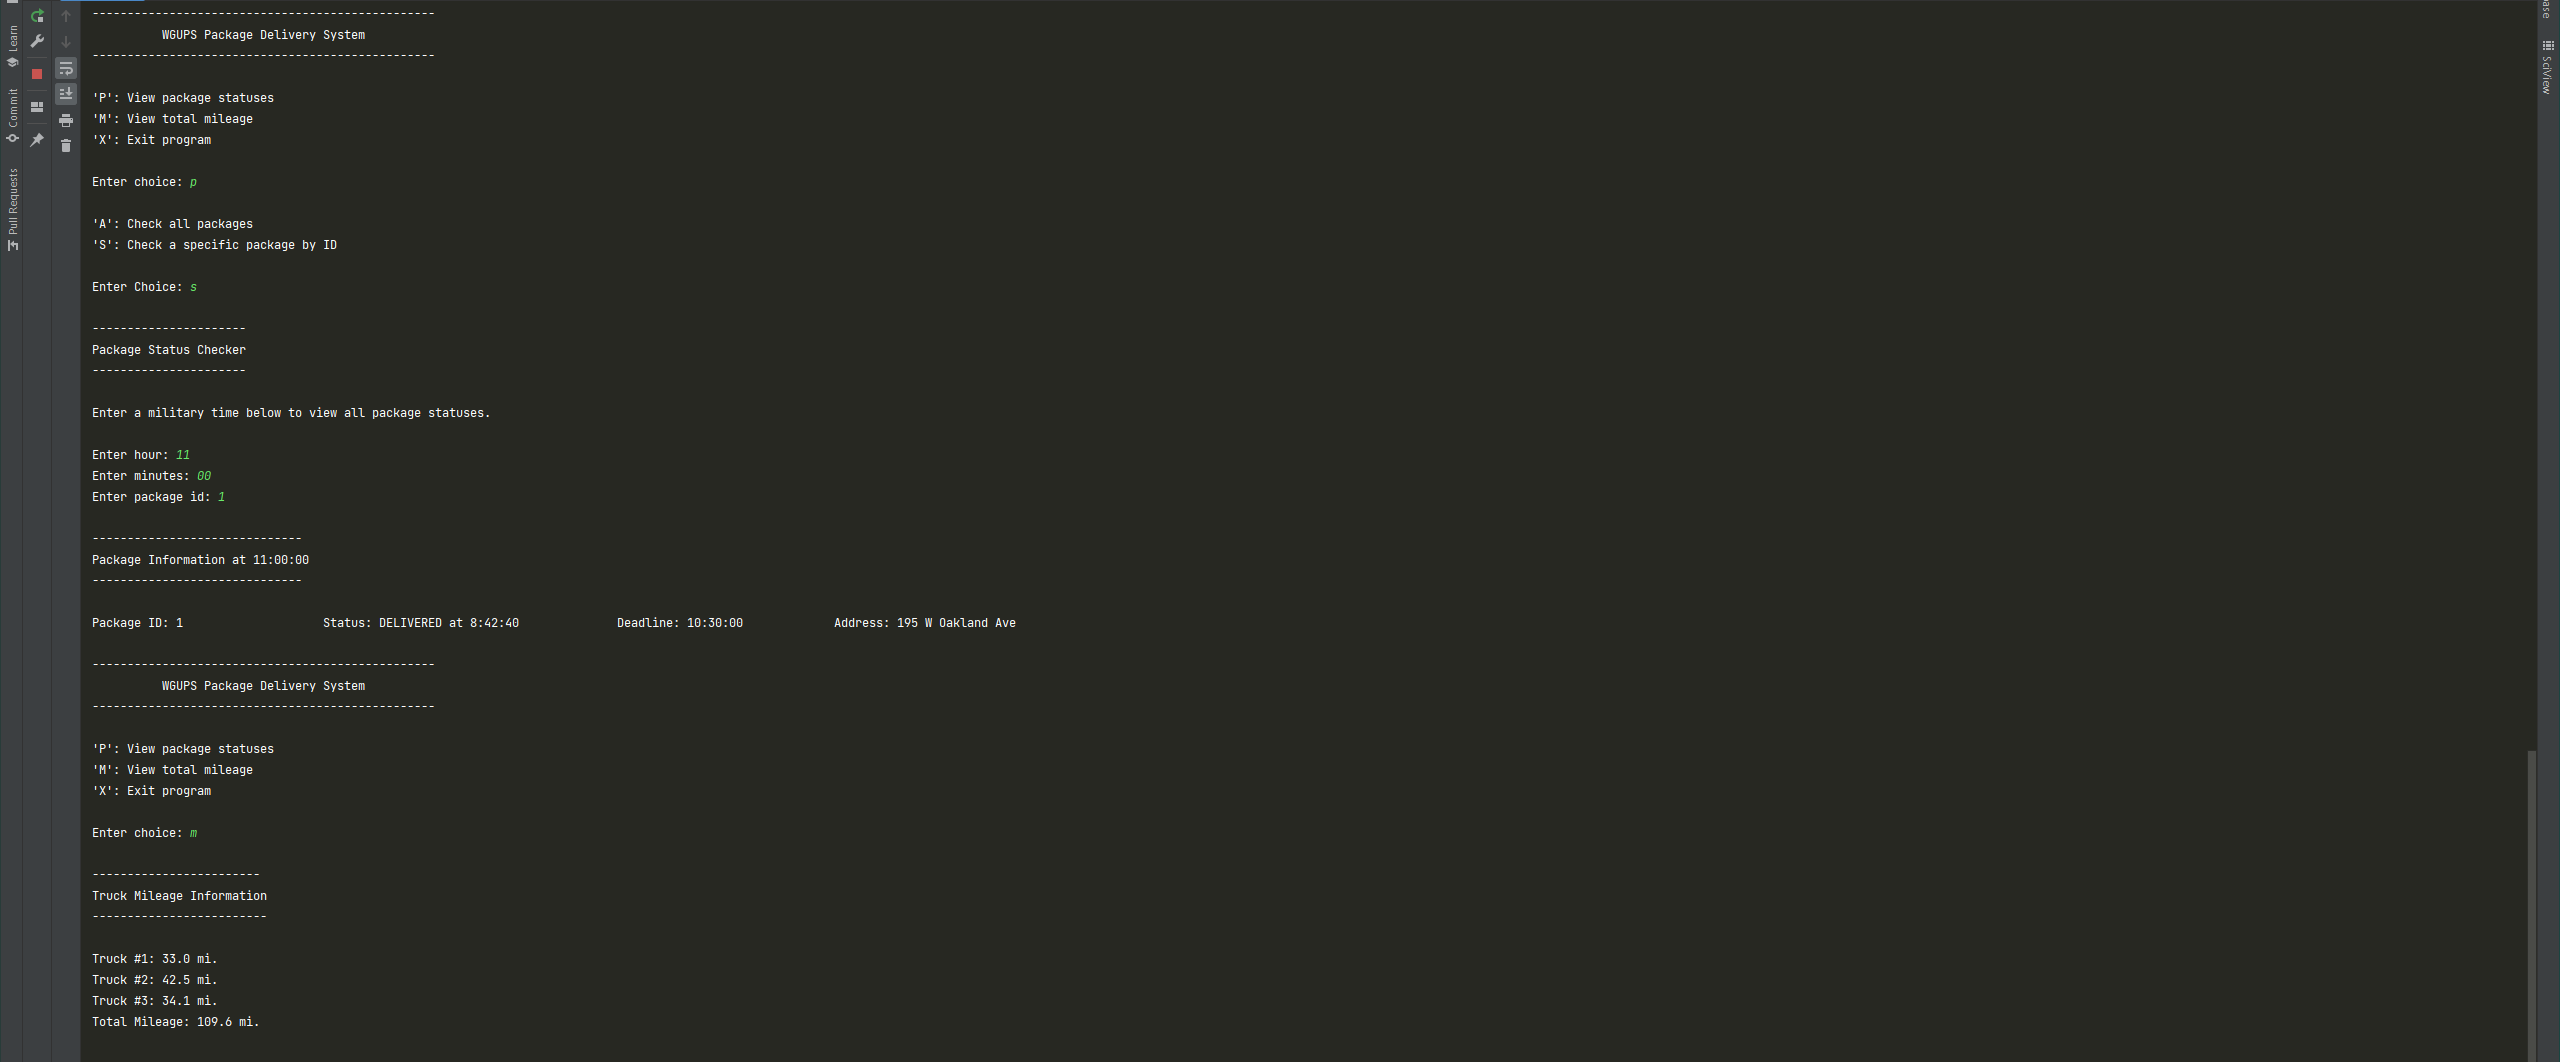 Learn
Commit
Pull Requests
SciView
-------------------------------------------------
WGUPS Package Delivery System
-------------------------------------------------
'P': View package statuses
'M': View total mileage
'X': Exit program
Enter choice: p
'A': Check all packages
'S': Check a specific package by ID
Enter Choice: s
----------------------
Package Status Checker
----------------------
Enter a military time below to view all package statuses.
Enter hour: 11
Enter minutes: 00
Enter package id: 1
------------------------------
Package Information at 11:00:00
------------------------------
Package ID: 1 Status: DELIVERED at 8:42:40 Deadline: 10:30:00 Address: 195 W Oakland Ave
-------------------------------------------------
WGUPS Package Delivery System
-------------------------------------------------
'P': View package statuses
'M': View total mileage
'X': Exit program
Enter choice: m
------------------------
Truck Mileage Information
-------------------------
Truck #1: 33.0 mi.
Truck #2: 42.5 mi.
Truck #3: 34.1 mi.
Total Mileage: 109.6 mi.